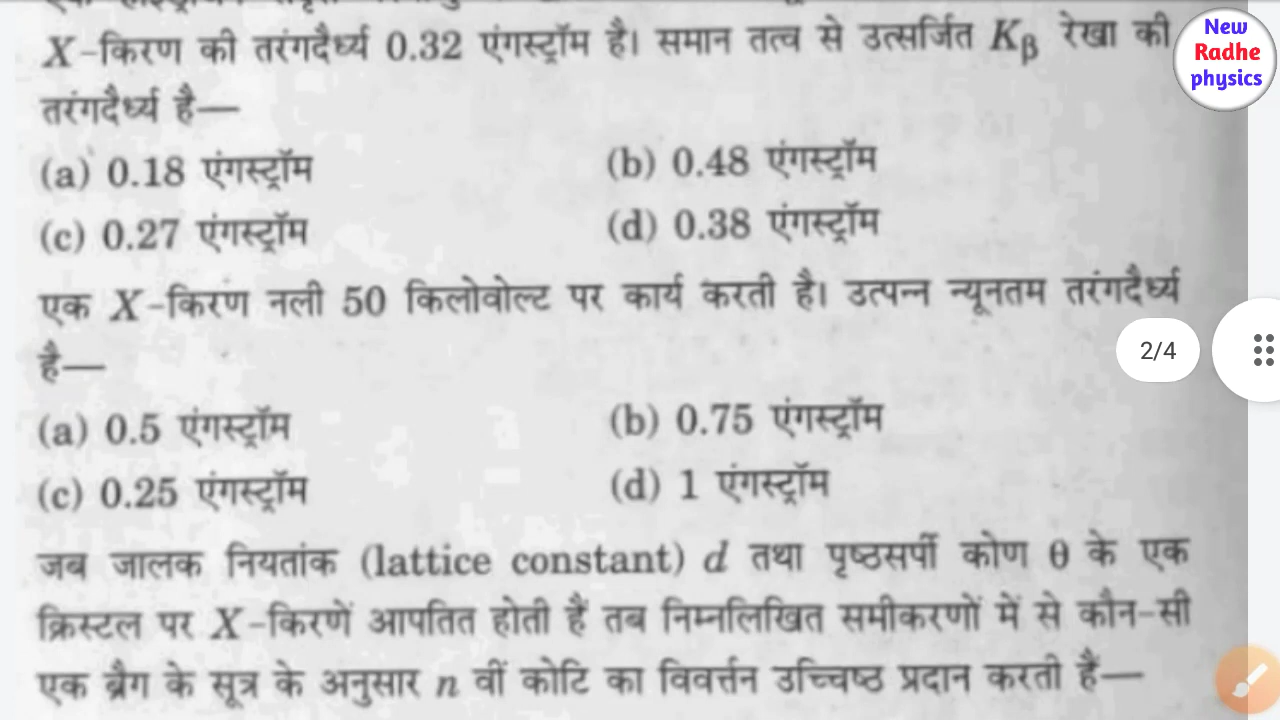 X-किरण की तरंगदैर्ध्य 0.32 एंगस्ट्रॉम है। समान तत्व से उत्सर्जित Kβ रेखा की
तरंगदैर्ध्य है—
(a) 0.18 एंगस्ट्रॉम (b) 0.48 एंगस्ट्रॉम
(c) 0.27 एंगस्ट्रॉम (d) 0.38 एंगस्ट्रॉम
एक X-किरण नली 50 किलोवोल्ट पर कार्य करती है। उत्पन्न न्यूनतम तरंगदैर्ध्य
है—
(a) 0.5 एंगस्ट्रॉम (b) 0.75 एंगस्ट्रॉम
(c) 0.25 एंगस्ट्रॉम (d) 1 एंगस्ट्रॉम
जब जालक नियतांक (lattice constant) d तथा पृष्ठसर्पी कोण θ के एक
क्रिस्टल पर X-किरणें आपतित होती हैं तब निम्नलिखित समीकरणों में से कौन-सी
एक ब्रैग के सूत्र के अनुसार n वीं कोटि का विवर्त्तन उच्चिष्ठ प्रदान करती हैं—
New
Radhe
physics
2/4